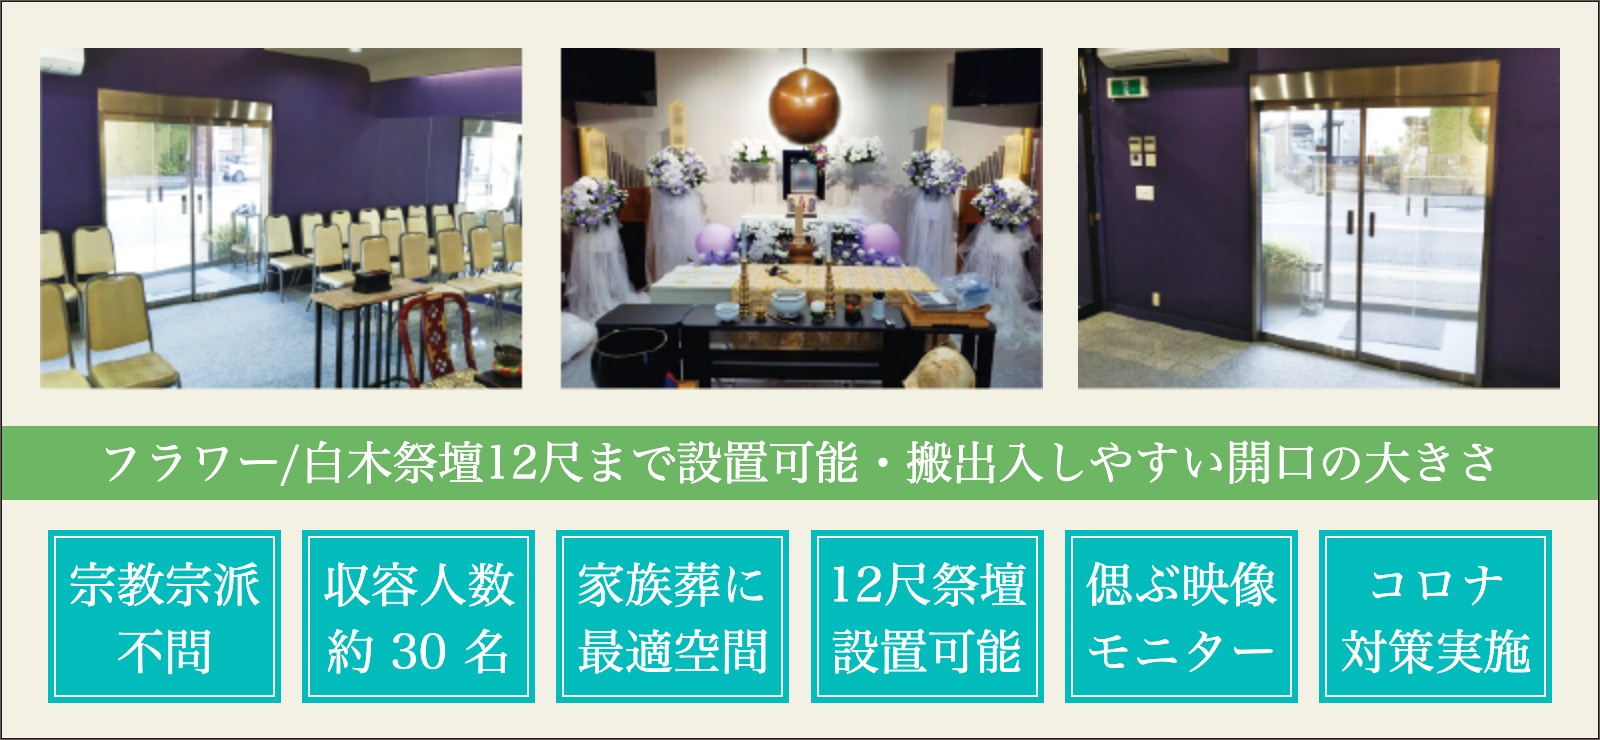 フラワー/白木祭壇12尺まで設置可能・搬出入しやすい開口の大きさ
宗教宗派
不問
収容人数
約 30 名
家族葬に
最適空間
12尺祭壇
設置可能
偲ぶ映像
モニター
コロナ
対策実施